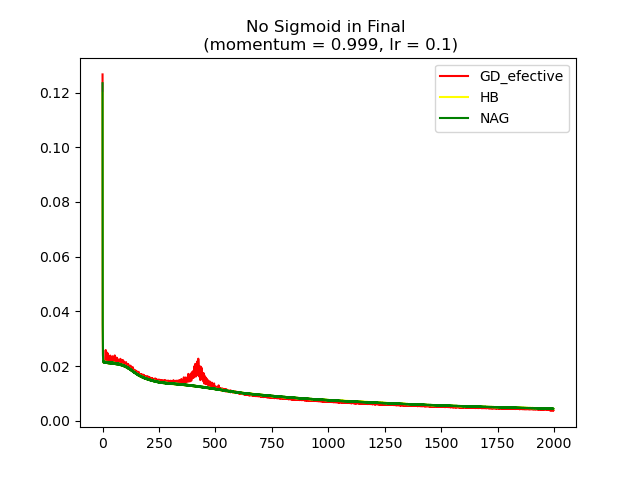 No Sigmoid in Final
(momentum = 0.999, lr = 0.1)
GD_efective
HB
NAG
0.12
0.10
0.08
0.06
0.04
0.02
0.00
0 250 500 750 1000 1250 1500 1750 2000